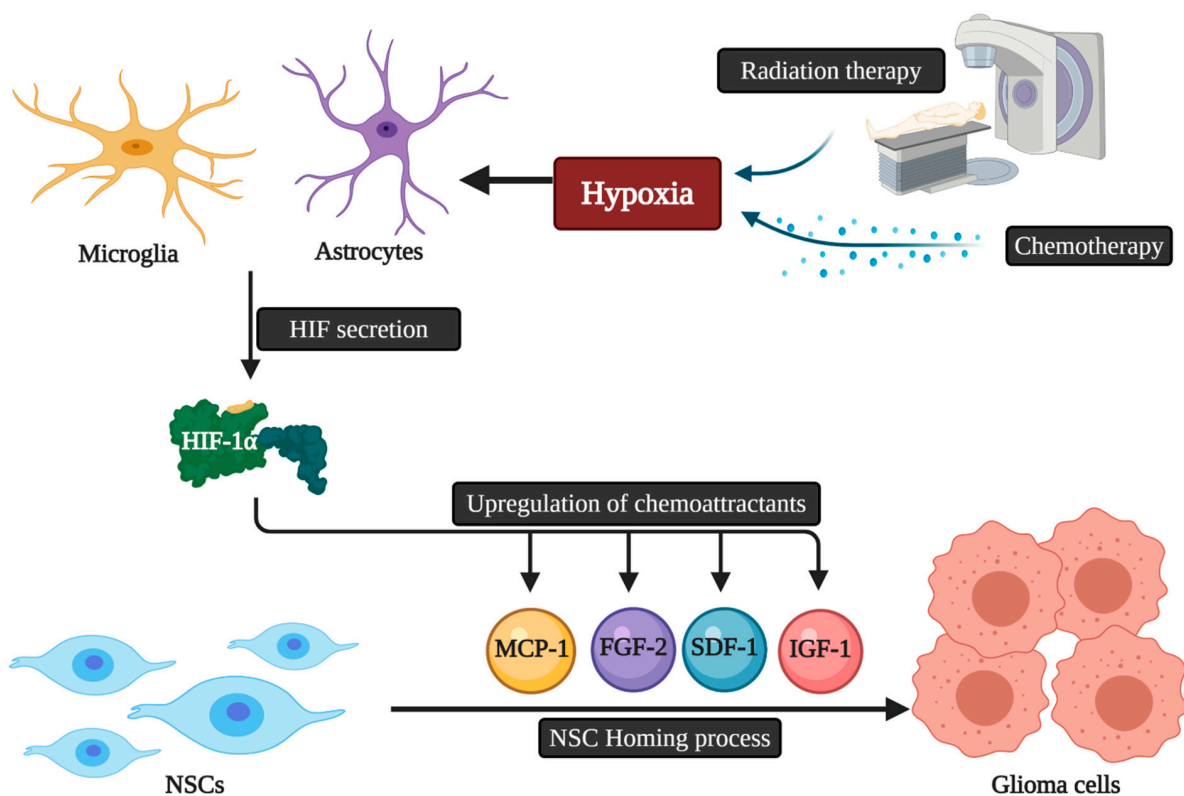 Radiation therapy
Hypoxia
Microglia
Astrocytes
Chemotherapy
HIF secretion
HIF-1α
Upregulation of chemoattractants
MCP-1
FGF-2
SDF-1
IGF-1
NSC Homing process
NSCs
Glioma cells